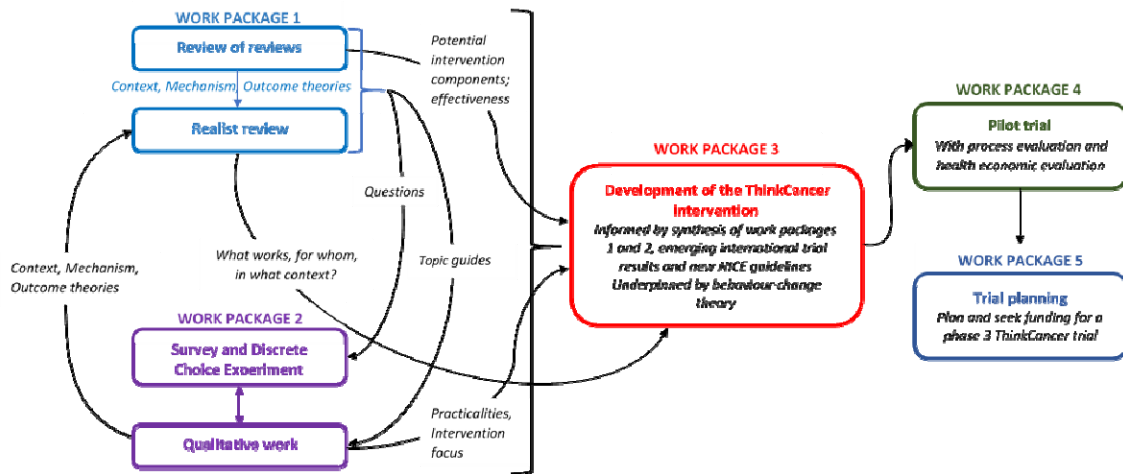 WORK PACKAGE 1
Review of reviews
Context, Mechanism, Outcome theories
Realist review
Potential
intervention
components;
effectiveness
Questions
What works, for whom,
in what context?
Topic guides
Context, Mechanism,
Outcome theories
WORK PACKAGE 2
Survey and Discrete
Choice Experiment
Qualitative work
Practicalities,
Intervention
focus
WORK PACKAGE 3
Development of the ThinkCancer
intervention
Informed by synthesis of work packages
1 and 2, emerging international trial
results and new NICE guidelines
Underpinned by behaviour change
theory
WORK PACKAGE 4
Pilot trial
With process evaluation and
health economic evaluation
WORK PACKAGE 5
Trial planning
Plan and seek funding for a
phase 3 ThinkCancer trial